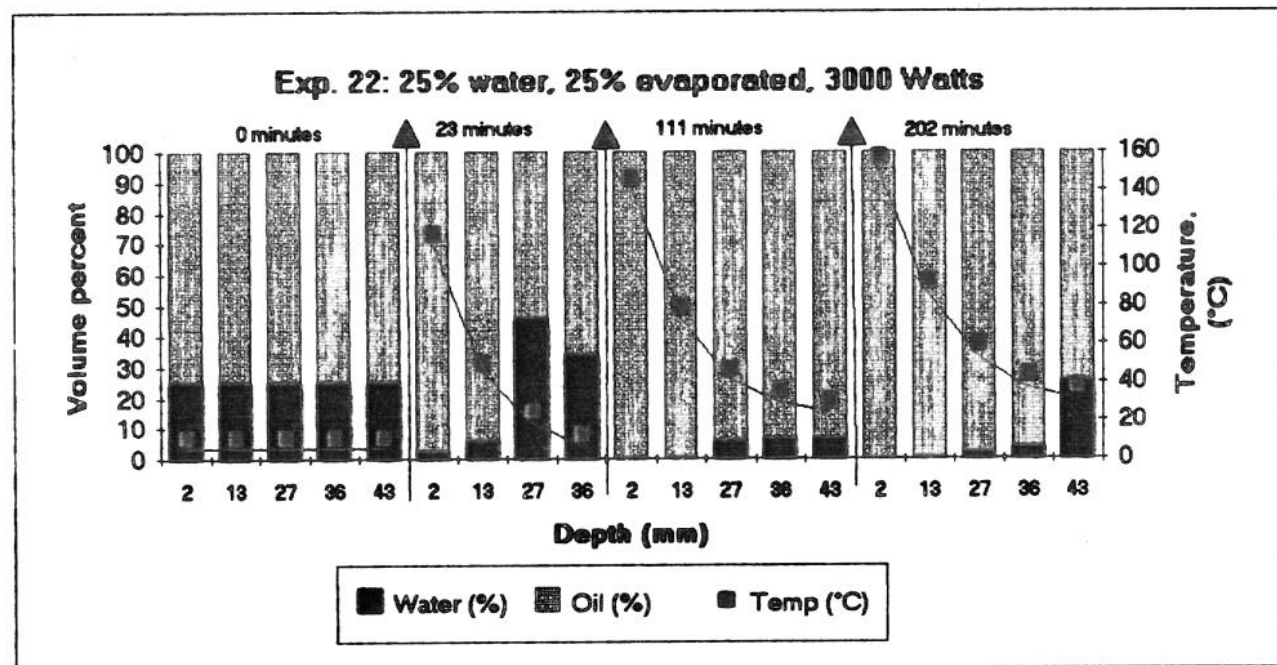 Exp. 22: 25% water, 25% evaporated, 3000 Watts
0 minutes 23 minutes 111 minutes 202 minutes
Volume percent
100
90
80
70
60
50
40
30
20
10
0
160
140
120
100
80
60
40
20
0
Temperature,
(°C)
2 13 27 36 43 2 13 27 36 2 13 27 36 43 2 13 27 36 43
Depth (mm)
Water (%) Oil (%) Temp (°C)